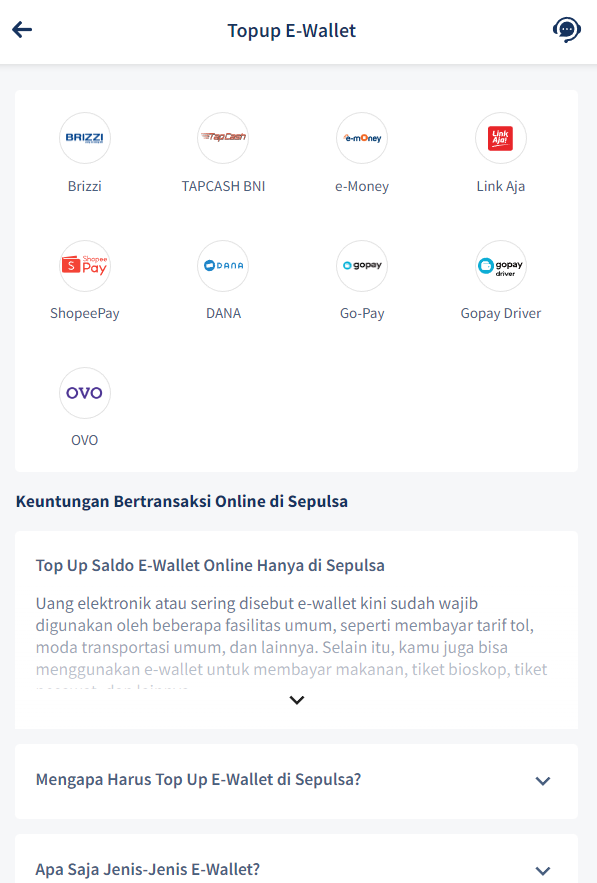 Topup E-Wallet
BRIZZI
TapCash
e-money
Link
Aja!
Brizzi
TAPCASH BNI
e-Money
Link Aja
Shopee
Pay
DANA
gopay
gopay
driver
ShopeePay
DANA
Go-Pay
Gopay Driver
OVO
OVO
Keuntungan Bertransaksi Online di Sepulsa
Top Up Saldo E-Wallet Online Hanya di Sepulsa
Uang elektronik atau sering disebut e-wallet kini sudah wajib
digunakan oleh beberapa fasilitas umum, seperti membayar tarif tol,
moda transportasi umum, dan lainnya. Selain itu, kamu juga bisa
menggunakan e-wallet untuk membayar makanan, tiket bioskop, tiket
pesawat, dan lainnya.
Mengapa Harus Top Up E-Wallet di Sepulsa?
Apa Saja Jenis-Jenis E-Wallet?